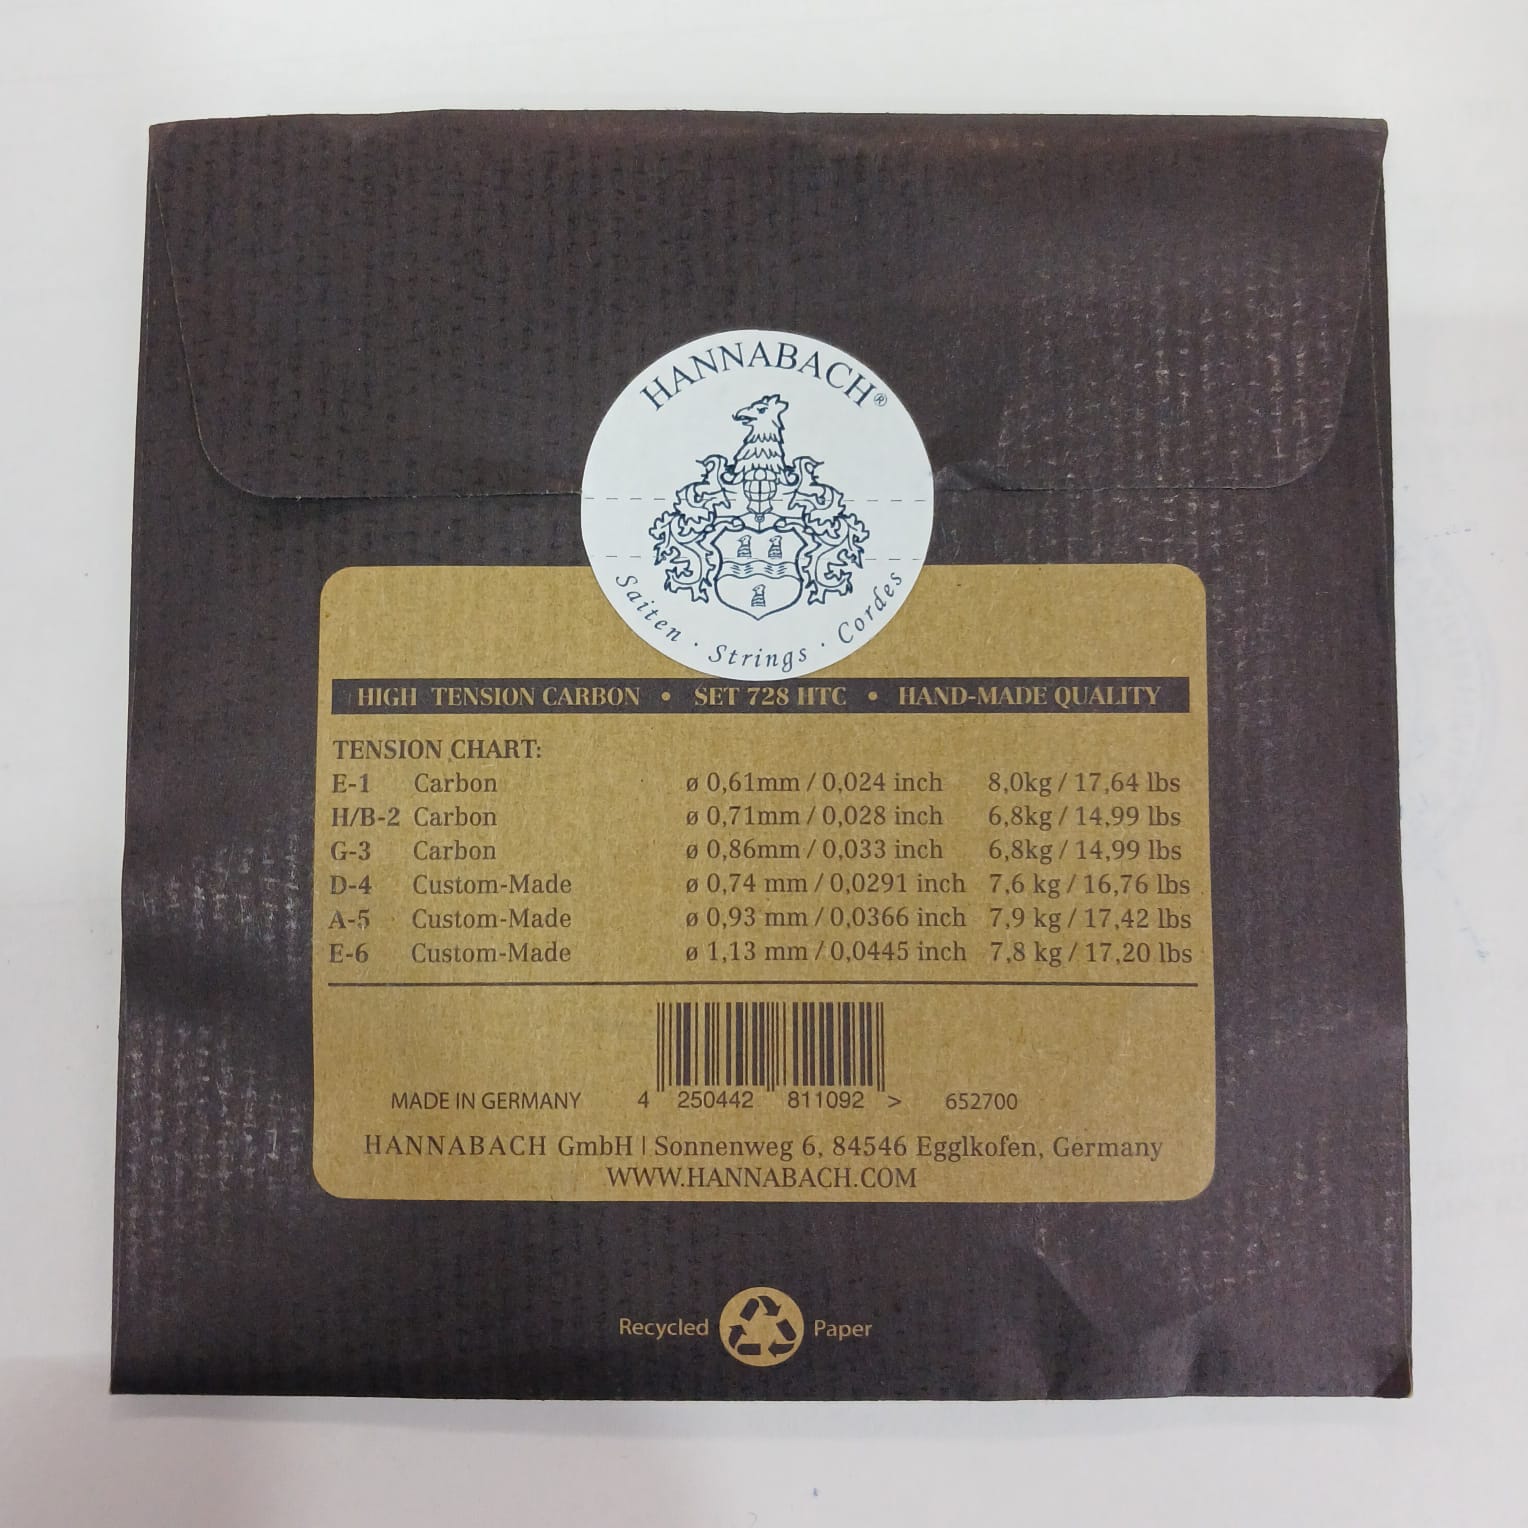 HANNABACH®
Saiten · Strings · Cordes
HIGH TENSION CARBON • SET 728 HTC • HAND-MADE QUALITY
TENSION CHART:
E-1 Carbon ø 0,61mm / 0,024 inch 8,0kg / 17,64 lbs
H/B-2 Carbon ø 0,71mm / 0,028 inch 6,8kg / 14,99 lbs
G-3 Carbon ø 0,86mm / 0,033 inch 6,8kg / 14,99 lbs
D-4 Custom-Made ø 0,74 mm / 0,0291 inch 7,6 kg / 16,76 lbs
A-5 Custom-Made ø 0,93 mm / 0,0366 inch 7,9 kg / 17,42 lbs
E-6 Custom-Made ø 1,13 mm / 0,0445 inch 7,8 kg / 17,20 lbs
MADE IN GERMANY 4 250442 811092 > 652700
HANNABACH GmbH | Sonnenweg 6, 84546 Egglkofen, Germany
WWW.HANNABACH.COM
Recycled Paper